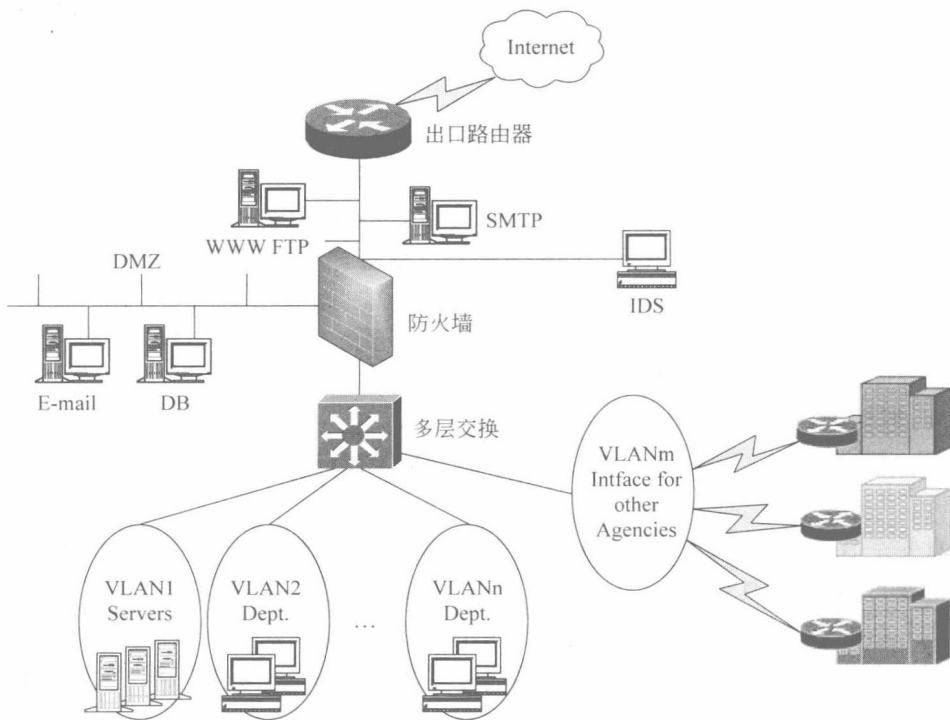 Internet
出口路由器
WWW FTP
SMTP
DMZ
IDS
防火墙
E-mail
DB
多层交换
VLANm
Intface for
other
Agencies
VLAN1
Servers
VLAN2
Dept.
...
VLANn
Dept.